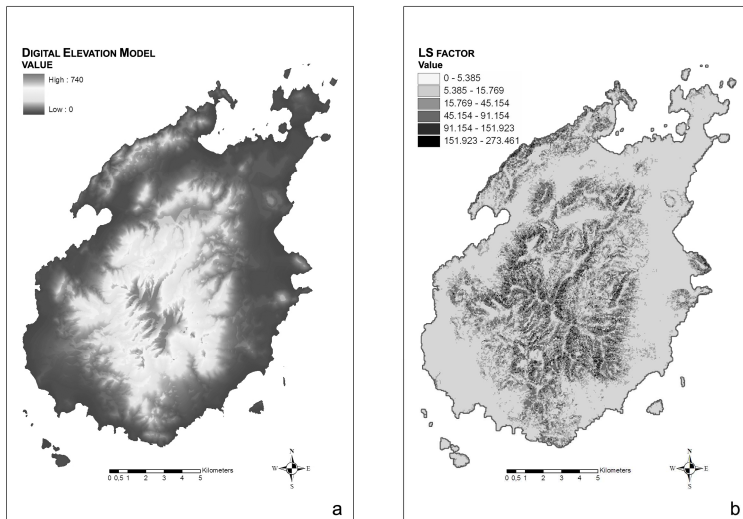 DIGITAL ELEVATION MODEL
VALUE
High : 740
Low : 0
N
W E
S
0 0,5 1 2 3 4 5 Kilometers
a
LS FACTOR
Value
0 - 5.385
5.385 - 15.769
15.769 - 45.154
45.154 - 91.154
91.154 - 151.923
151.923 - 273.461
N
W E
S
0 0,5 1 2 3 4 5 Kilometers
b